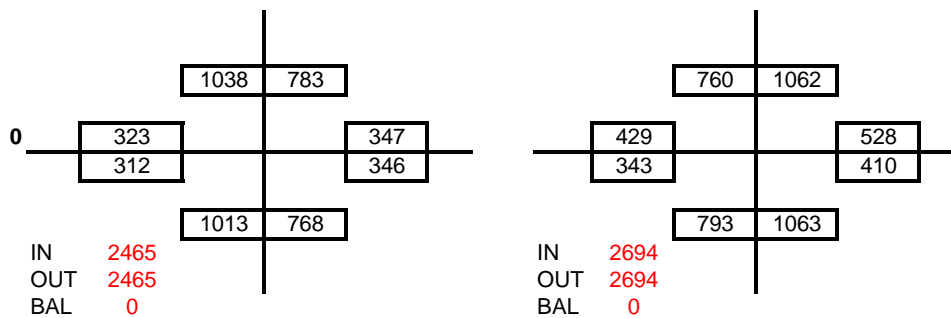 1038 783 760 1062
0 323 347 429 528
312 346 343 410
1013 768 793 1063
IN 2465 IN 2694
OUT 2465 OUT 2694
BAL 0 BAL 0